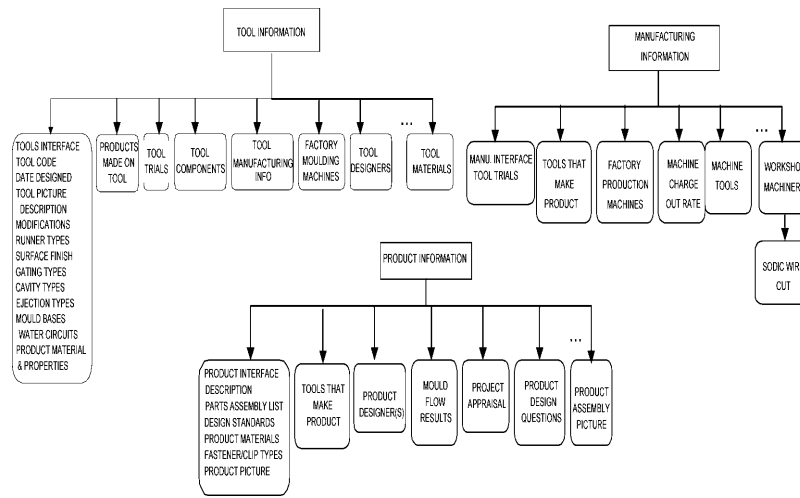 TOOL INFORMATION
TOOLS INTERFACE
TOOL CODE
DATE DESIGNED
TOOL PICTURE
DESCRIPTION
MODIFICATIONS
RUNNER TYPES
SURFACE FINISH
GATING TYPES
CAVITY TYPES
EJECTION TYPES
MOULD BASES
WATER CIRCUITS
PRODUCT MATERIAL
& PROPERTIES
PRODUCTS
MADE ON
TOOL
TOOL
TRIALS
TOOL
COMPONENTS
TOOL
MANUFACTURING
INFO
FACTORY
MOULDING
MACHINES
TOOL
DESIGNERS
...
TOOL
MATERIALS
MANUFACTURING
INFORMATION
MANU. INTERFACE
TOOL TRIALS
TOOLS THAT
MAKE
PRODUCT
FACTORY
PRODUCTION
MACHINES
MACHINE
CHARGE
OUT RATE
MACHINE
TOOLS
...
WORKSHO
MACHINER
SODIC WIR
CUT
PRODUCT INFORMATION
PRODUCT INTERFACE
DESCRIPTION
PARTS ASSEMBLY LIST
DESIGN STANDARDS
PRODUCT MATERIALS
FASTENER/CLIP TYPES
PRODUCT PICTURE
TOOLS THAT
MAKE
PRODUCT
PRODUCT
DESIGNER(S)
MOULD
FLOW
RESULTS
PROJECT
APPRAISAL
PRODUCT
DESIGN
QUESTIONS
...
PRODUCT
ASSEMBLY
PICTURE